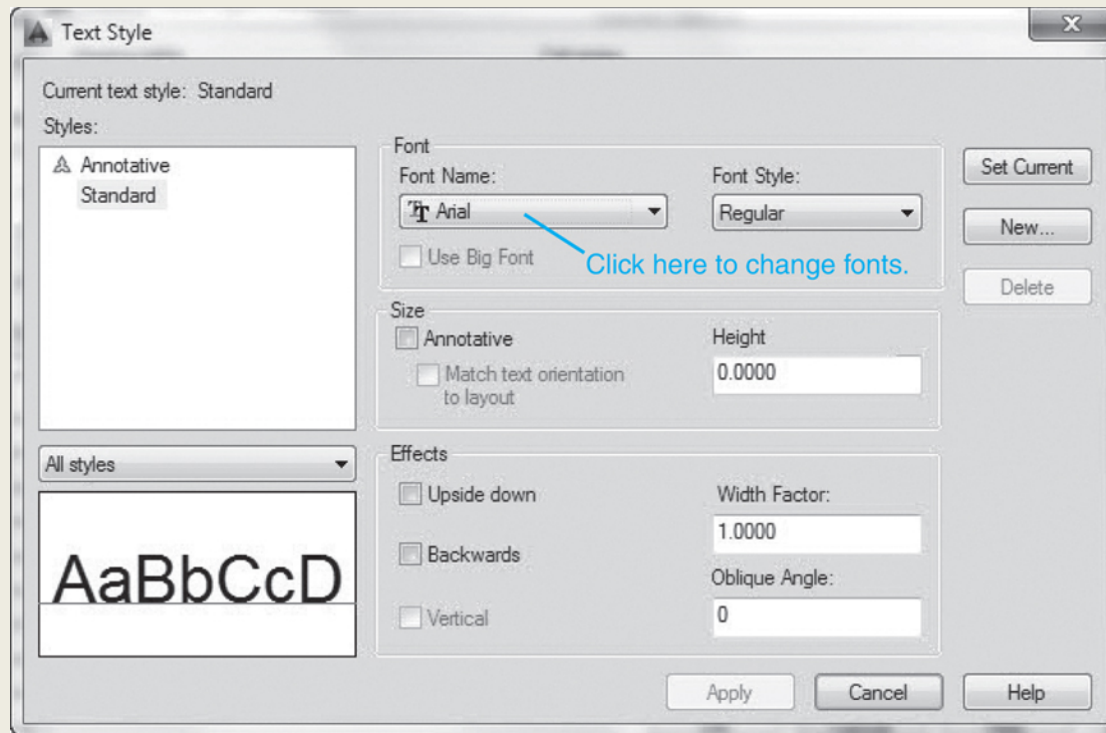 Text Style
Current text style: Standard
Styles:
Annotative
Standard
All styles
AaBbCcD
Font
Font Name:
Arial
Font Style:
Regular
Use Big Font
Click here to change fonts.
Size
Annotative
Match text orientation
to layout
Height
0.0000
Effects
Upside down
Backwards
Vertical
Width Factor:
1.0000
Oblique Angle:
0
Set Current
New...
Delete
Apply
Cancel
Help